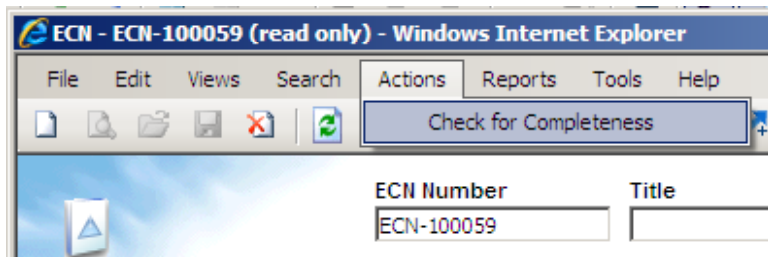 ECN - ECN-100059 (read only) - Windows Internet Explorer
File Edit Views Search Actions Reports Tools Help
Check for Completeness
ECN Number Title
ECN-100059